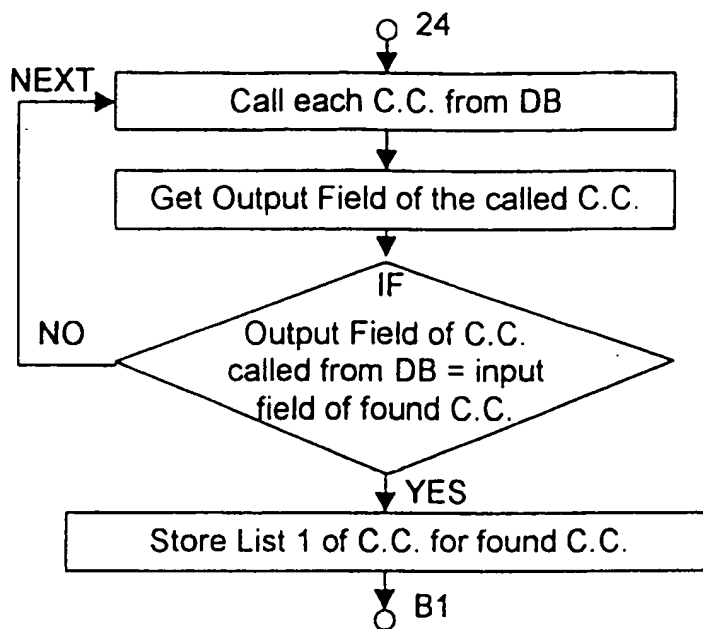 24
NEXT
Call each C.C. from DB
Get Output Field of the called C.C.
IF
NO
Output Field of C.C.
called from DB = input
field of found C.C.
YES
Store List 1 of C.C. for found C.C.
B1